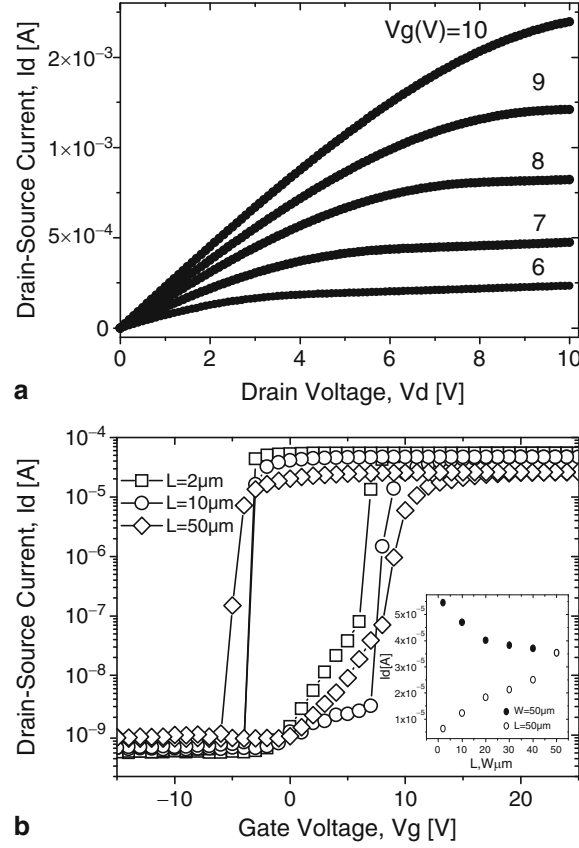 Vg(V)=10
9
8
7
6
2×10⁻³
1×10⁻³
5×10⁻⁴
0
Drain-Source Current, Id [A]
0 2 4 6 8 10
a Drain Voltage, Vd [V]
10⁻⁴
10⁻⁵
10⁻⁶
10⁻⁷
10⁻⁸
10⁻⁹
Drain-Source Current, Id [A]
L=2µm
L=10µm
L=50µm
5x10⁻⁵
4x10⁻⁵
3x10⁻⁵
2x10⁻⁵
1x10⁻⁵
Id[A]
W=50µm
L=50µm
0 10 20 30 40 50
L,Wµm
−10 0 10 20
b Gate Voltage, Vg [V]